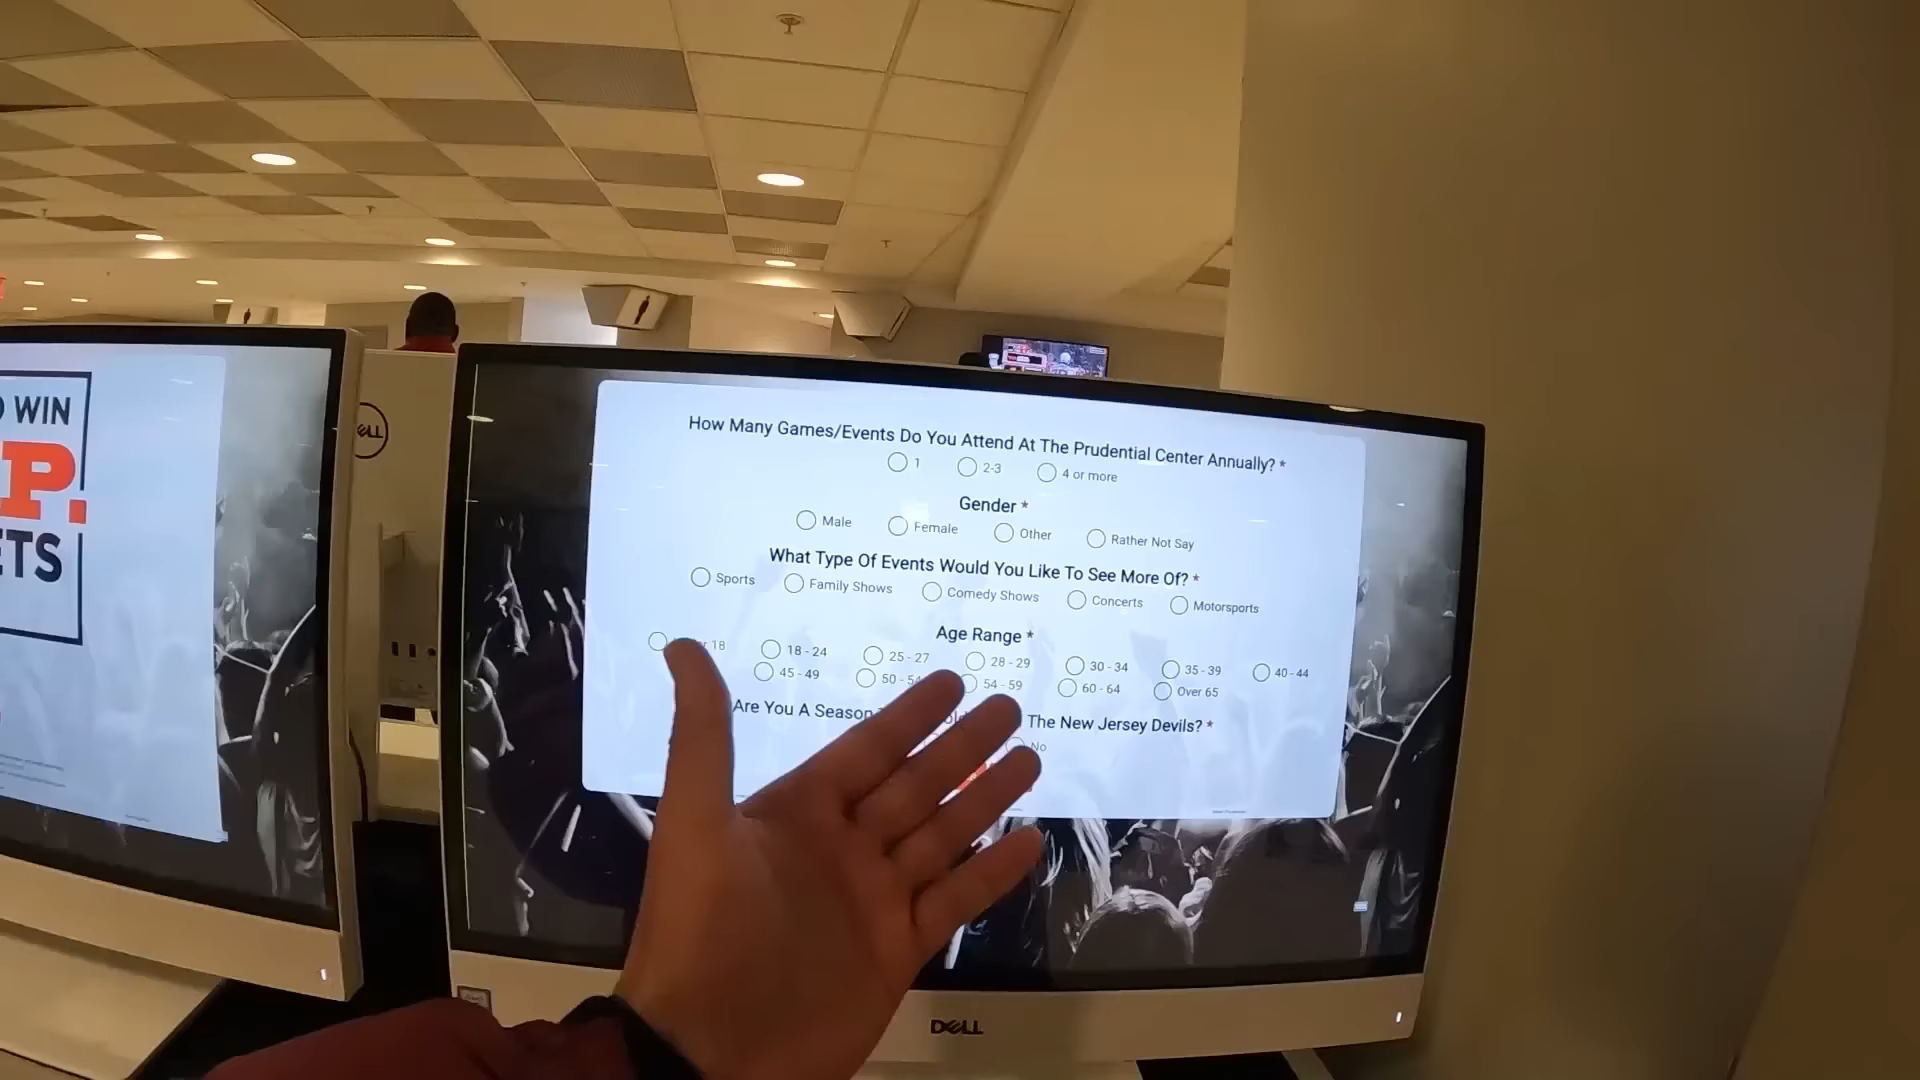 WIN
P.
ETS
DELL
How Many Games/Events Do You Attend At The Prudential Center Annually? *
1 2-3 4 or more
Gender *
Male Female Other Rather Not Say
What Type Of Events Would You Like To See More Of? *
Sports Family Shows Comedy Shows Concerts Motorsports
Age Range *
18 18 - 24 25 - 27 28 - 29 30 - 34 35 - 39 40 - 44
45 - 49 50 - 54 54 - 59 60 - 64 Over 65
Are You A Season The New Jersey Devils? *
No
DELL